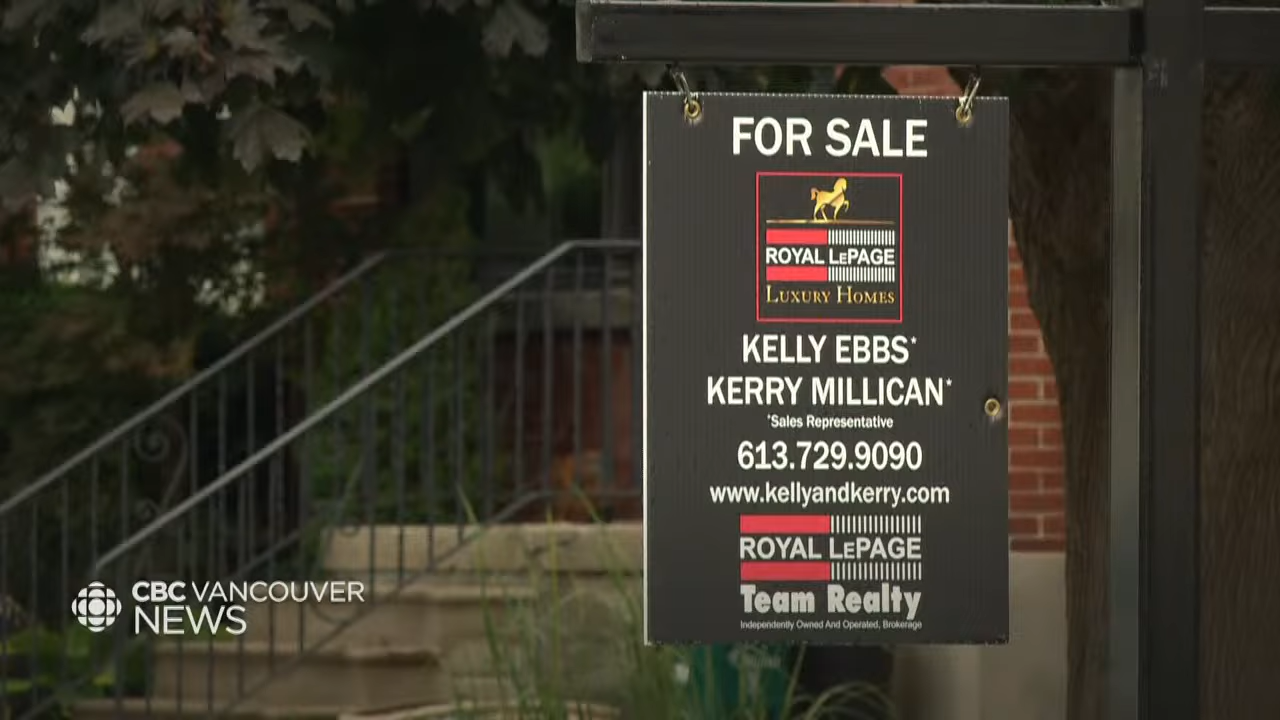 FOR SALE
ROYAL LEPAGE
LUXURY HOMES
KELLY EBBS*
KERRY MILLICAN*
*Sales Representative
613.729.9090
www.kellyandkerry.com
ROYAL LEPAGE
Team Realty
Independently Owned And Operated, Brokerage
CBC VANCOUVER
NEWS